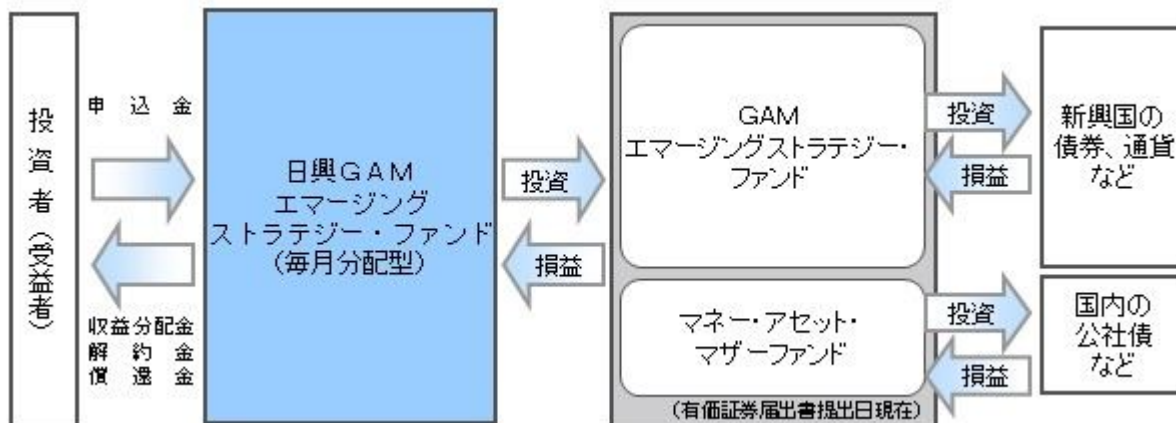 投資者(受益者)
申込金
収益分配金
解約金
償還金
日興GAM
エマージング
ストラテジー・ファンド
(毎月分配型)
投資
損益
GAM
エマージングストラテジー・
ファンド
マネー・アセット・
マザーファンド
(有価証券届出書提出日現在)
投資
損益
新興国の
債券、通貨
など
投資
損益
国内の
公社債
など